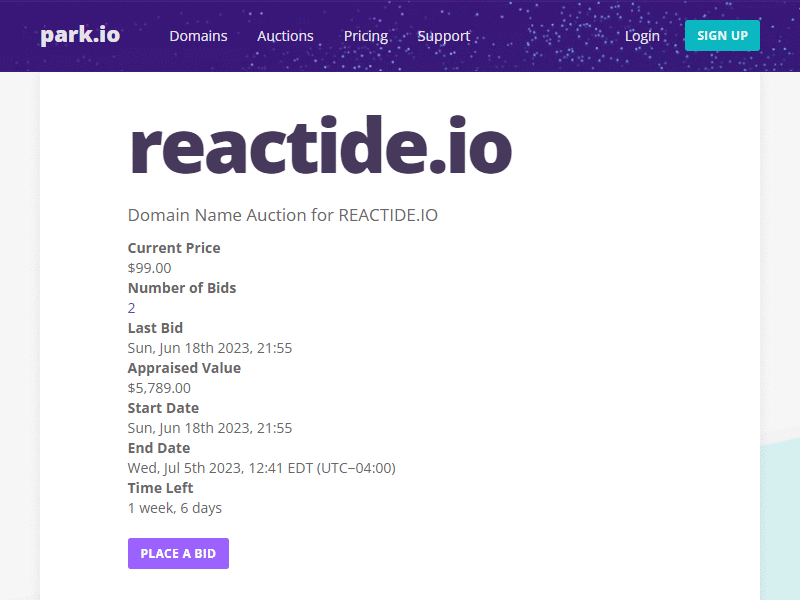 park.io Domains Auctions Pricing Support Login SIGN UP
reactide.io
Domain Name Auction for REACTIDE.IO
Current Price
$99.00
Number of Bids
2
Last Bid
Sun, Jun 18th 2023, 21:55
Appraised Value
$5,789.00
Start Date
Sun, Jun 18th 2023, 21:55
End Date
Wed, Jul 5th 2023, 12:41 EDT (UTC−04:00)
Time Left
1 week, 6 days
PLACE A BID